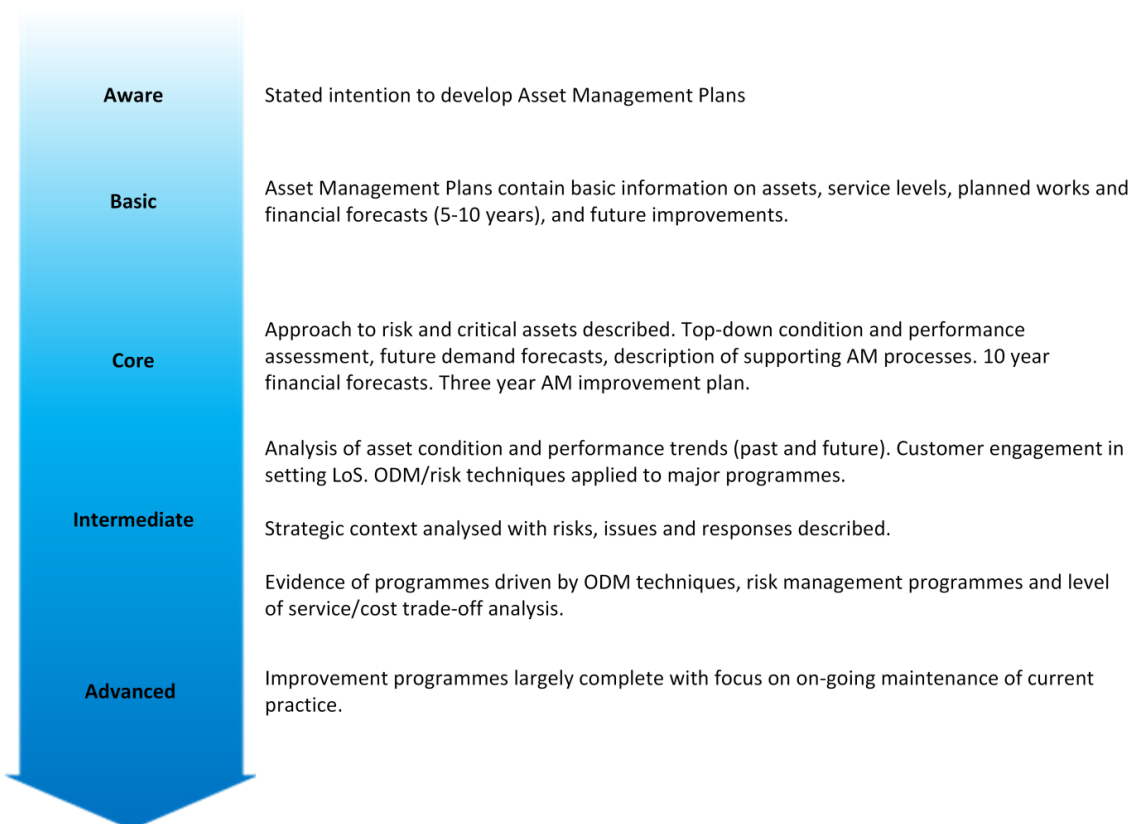 Aware
Stated intention to develop Asset Management Plans
Basic
Asset Management Plans contain basic information on assets, service levels, planned works and
financial forecasts (5-10 years), and future improvements.
Core
Approach to risk and critical assets described. Top-down condition and performance
assessment, future demand forecasts, description of supporting AM processes. 10 year
financial forecasts. Three year AM improvement plan.
Intermediate
Analysis of asset condition and performance trends (past and future). Customer engagement in
setting LoS. ODM/risk techniques applied to major programmes.
Strategic context analysed with risks, issues and responses described.
Evidence of programmes driven by ODM techniques, risk management programmes and level
of service/cost trade-off analysis.
Advanced
Improvement programmes largely complete with focus on on-going maintenance of current
practice.